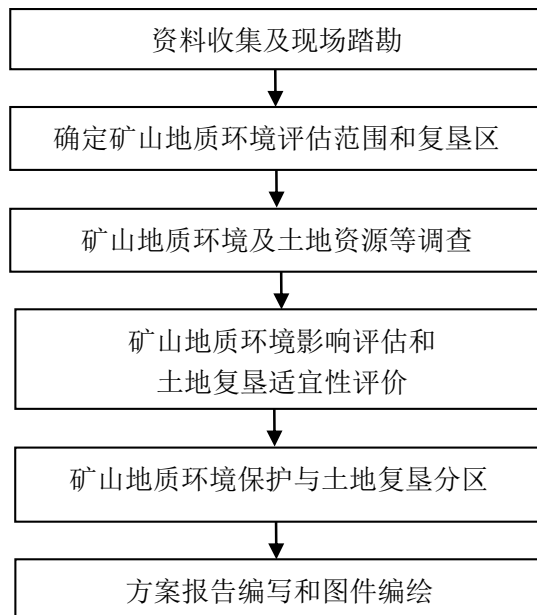 资料收集及现场踏勘
确定矿山地质环境评估范围和复垦区
矿山地质环境及土地资源等调查
矿山地质环境影响评估和
土地复垦适宜性评价
矿山地质环境保护与土地复垦分区
方案报告编写和图件编绘